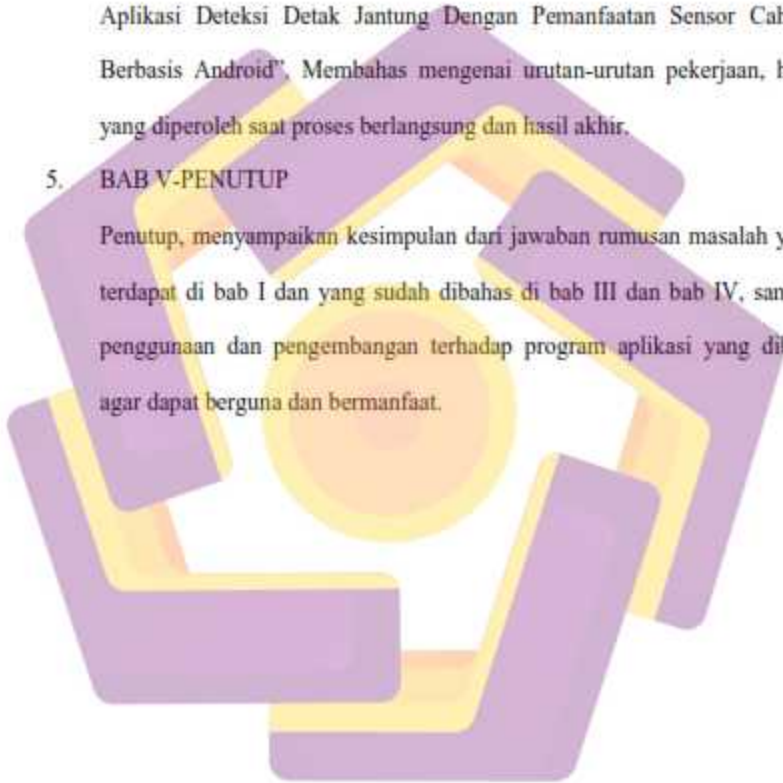 Aplikasi Deteksi Detak Jantung Dengan Pemanfaatan Sensor
Berbasis Android”. Membahas mengenai urutan-urutan pekerjaan,
yang diperoleh saat proses berlangsung dan hasil akhir.
5. BAB V-PENUTUP
Penutup, menyampaikan kesimpulan dari jawaban rumusan masalah
terdapat di bab I dan yang sudah dibahas di bab III dan bab IV,
penggunaan dan pengembangan terhadap program aplikasi yang
agar dapat berguna dan bermanfaat.